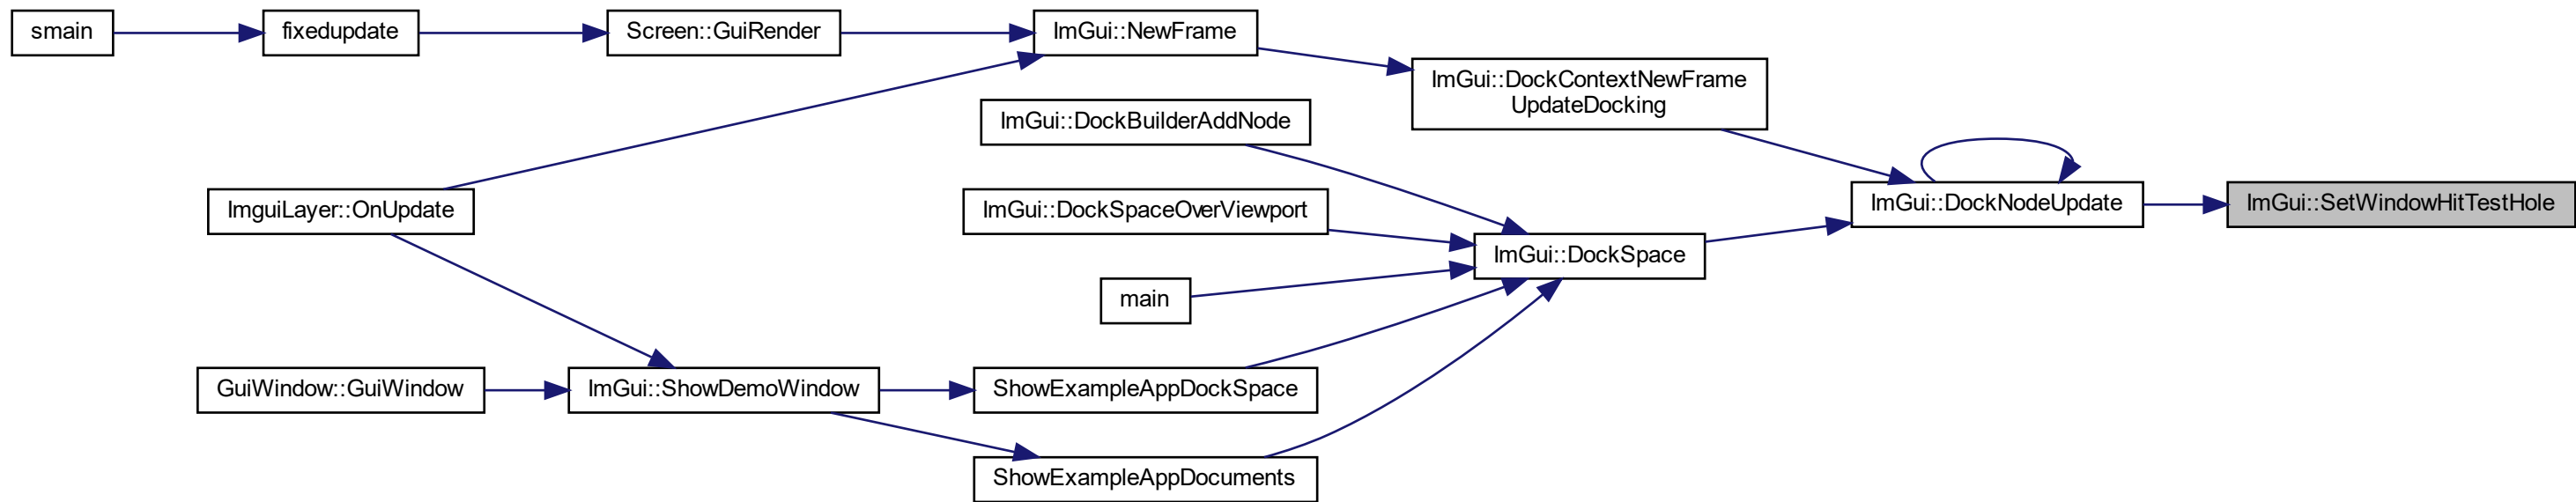 smain
fixedupdate
Screen::GuiRender
ImGui::NewFrame
ImGui::DockContextNewFrame
UpdateDocking
ImGui::DockBuilderAddNode
ImguiLayer::OnUpdate
ImGui::DockSpaceOverViewport
ImGui::DockNodeUpdate
ImGui::SetWindowHitTestHole
ImGui::DockSpace
main
GuiWindow::GuiWindow
ImGui::ShowDemoWindow
ShowExampleAppDockSpace
ShowExampleAppDocuments